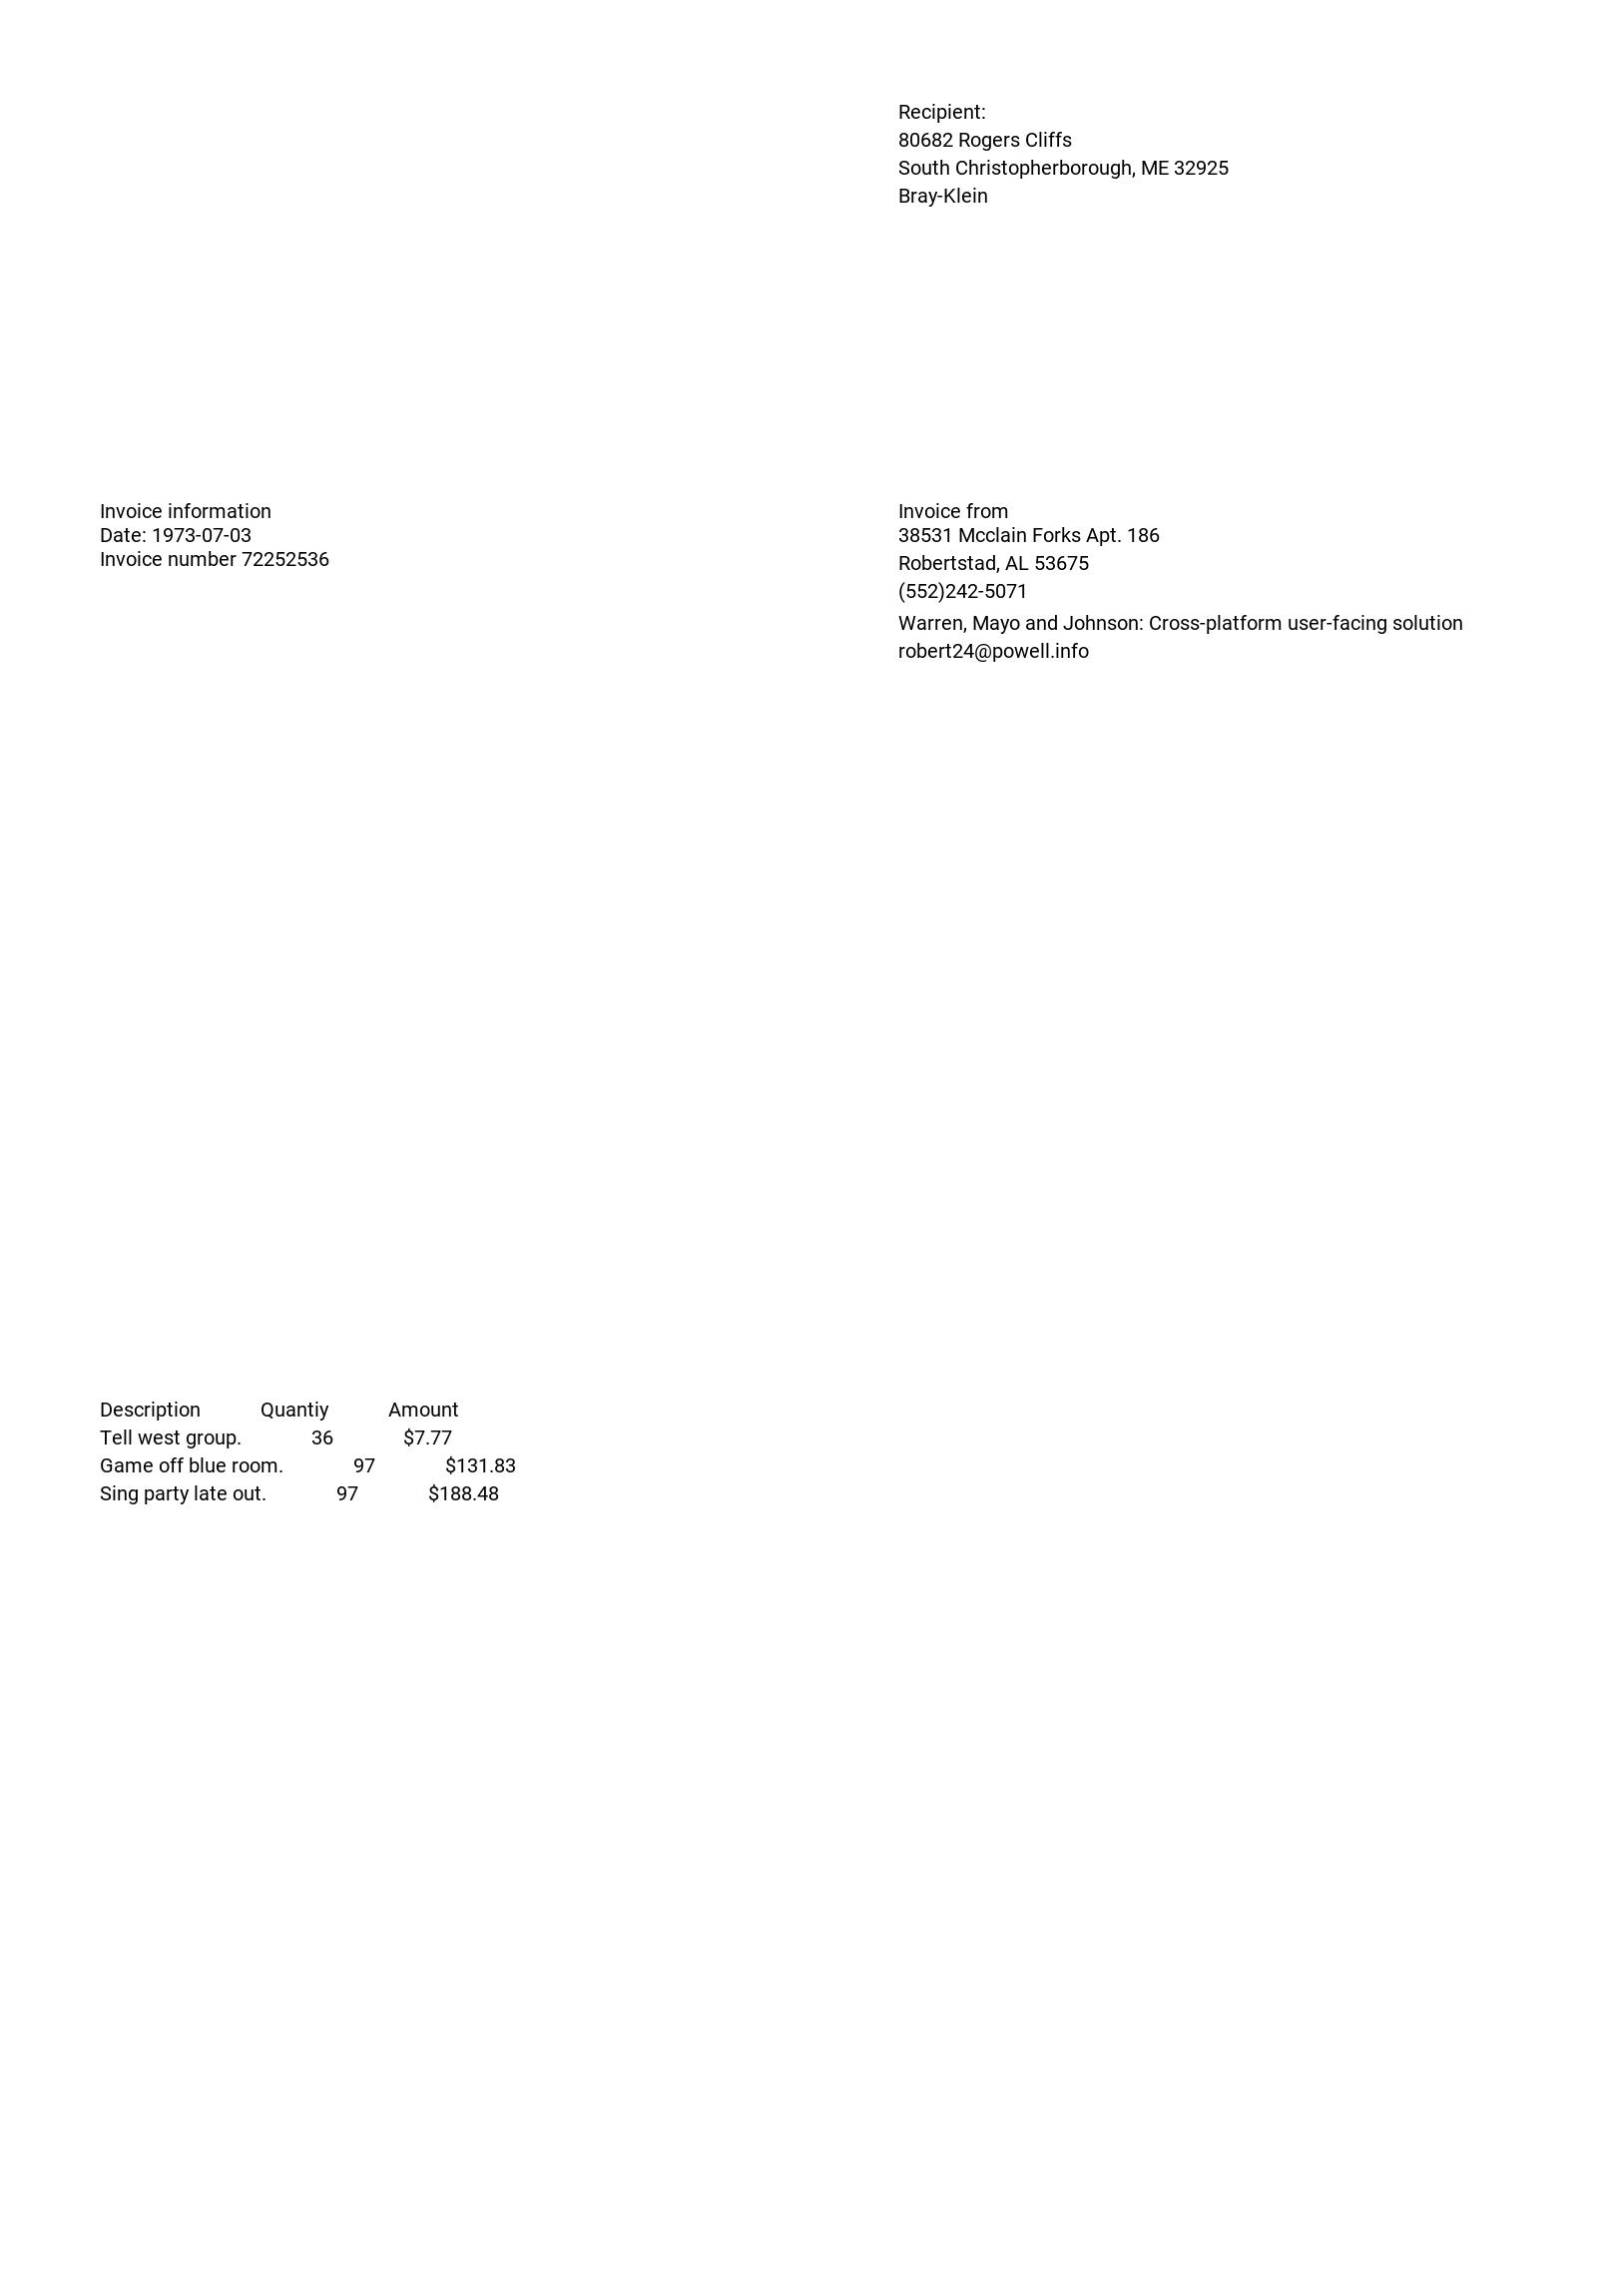 Recipient:
80682 Rogers Cliffs
South Christopherborough, ME 32925
Bray-Klein
Invoice information
Date: 1973-07-03
Invoice number 72252536
Invoice from
38531 Mcclain Forks Apt. 186
Robertstad, AL 53675
(552)242-5071
Warren, Mayo and Johnson: Cross-platform user-facing solution
robert24@powell.info
Description Quantiy Amount
Tell west group. 36 $7.77
Game off blue room. 97 $131.83
Sing party late out. 97 $188.48